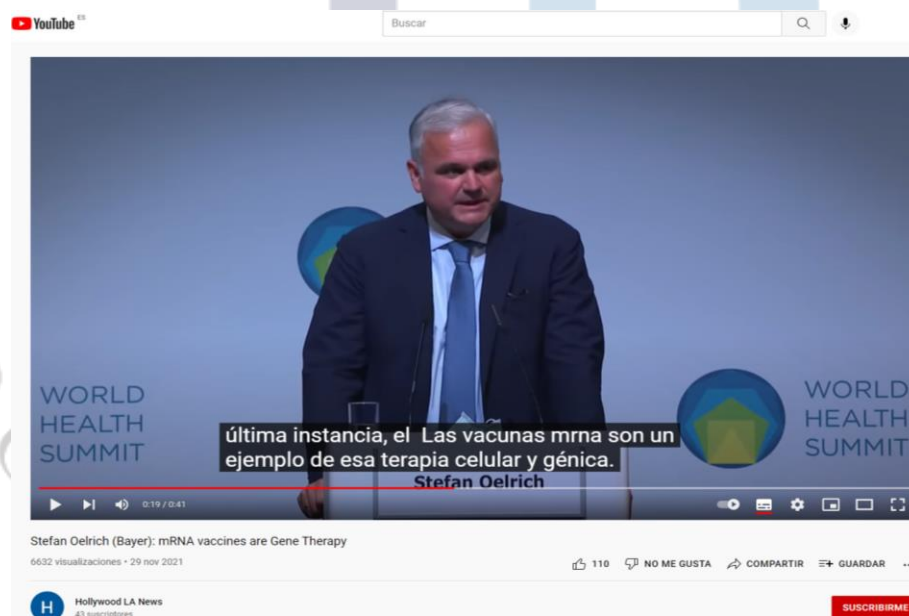 YouTube ES
Buscar
WORLD
HEALTH
SUMMIT
WORLD
HEALTH
SUMMIT
última instancia, el Las vacunas mrna son un
ejemplo de esa terapia celular y génica.
Stefan Oelrich
0:19 / 0:41
Stefan Oelrich (Bayer): mRNA vaccines are Gene Therapy
6632 visualizaciones • 29 nov 2021
110 NO ME GUSTA COMPARTIR GUARDAR
H
Hollywood LA News
43 suscriptores
SUSCRIBIRME